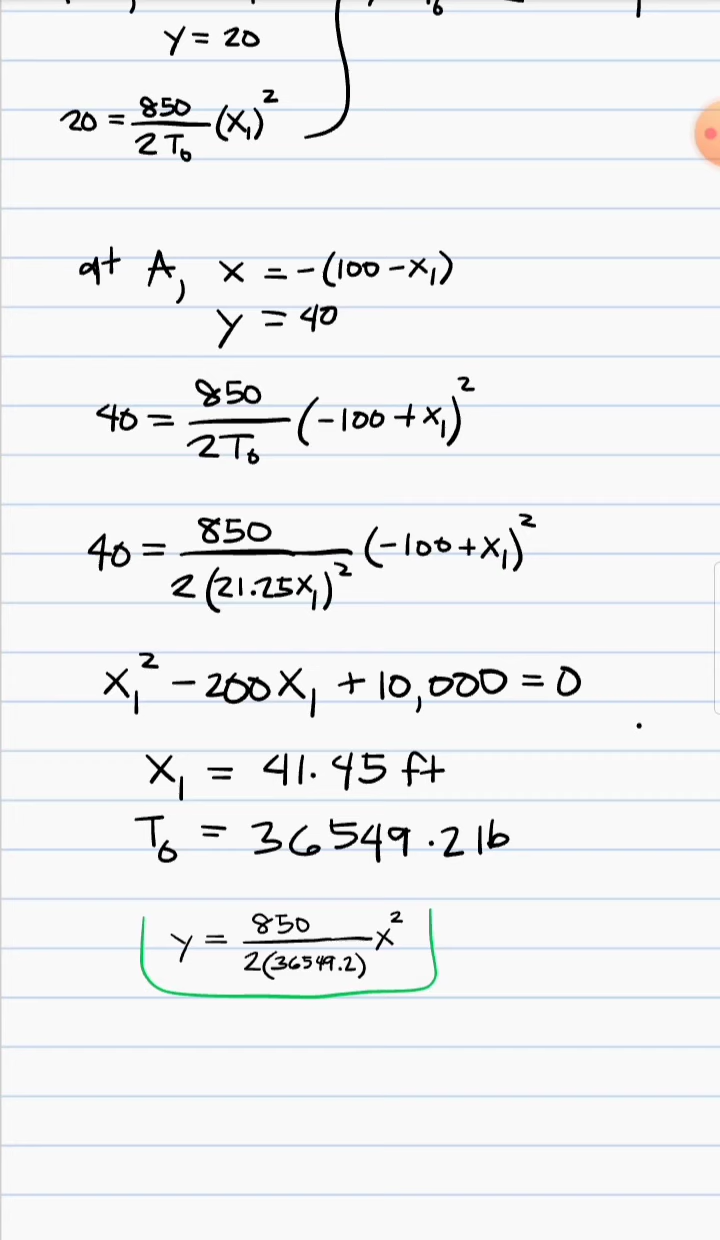 y = 20
20 = 850/2T₀ (x₁)²
at A, x = -(100 - x₁)
y = 40
40 = 850/2T₀ (-100 + x₁)²
40 = 850/2(21.25x₁)² (-100 + x₁)²
x₁² - 200x₁ + 10,000 = 0
x₁ = 41.45 ft
T₀ = 36549.2 lb
y = 850/2(36549.2) x²